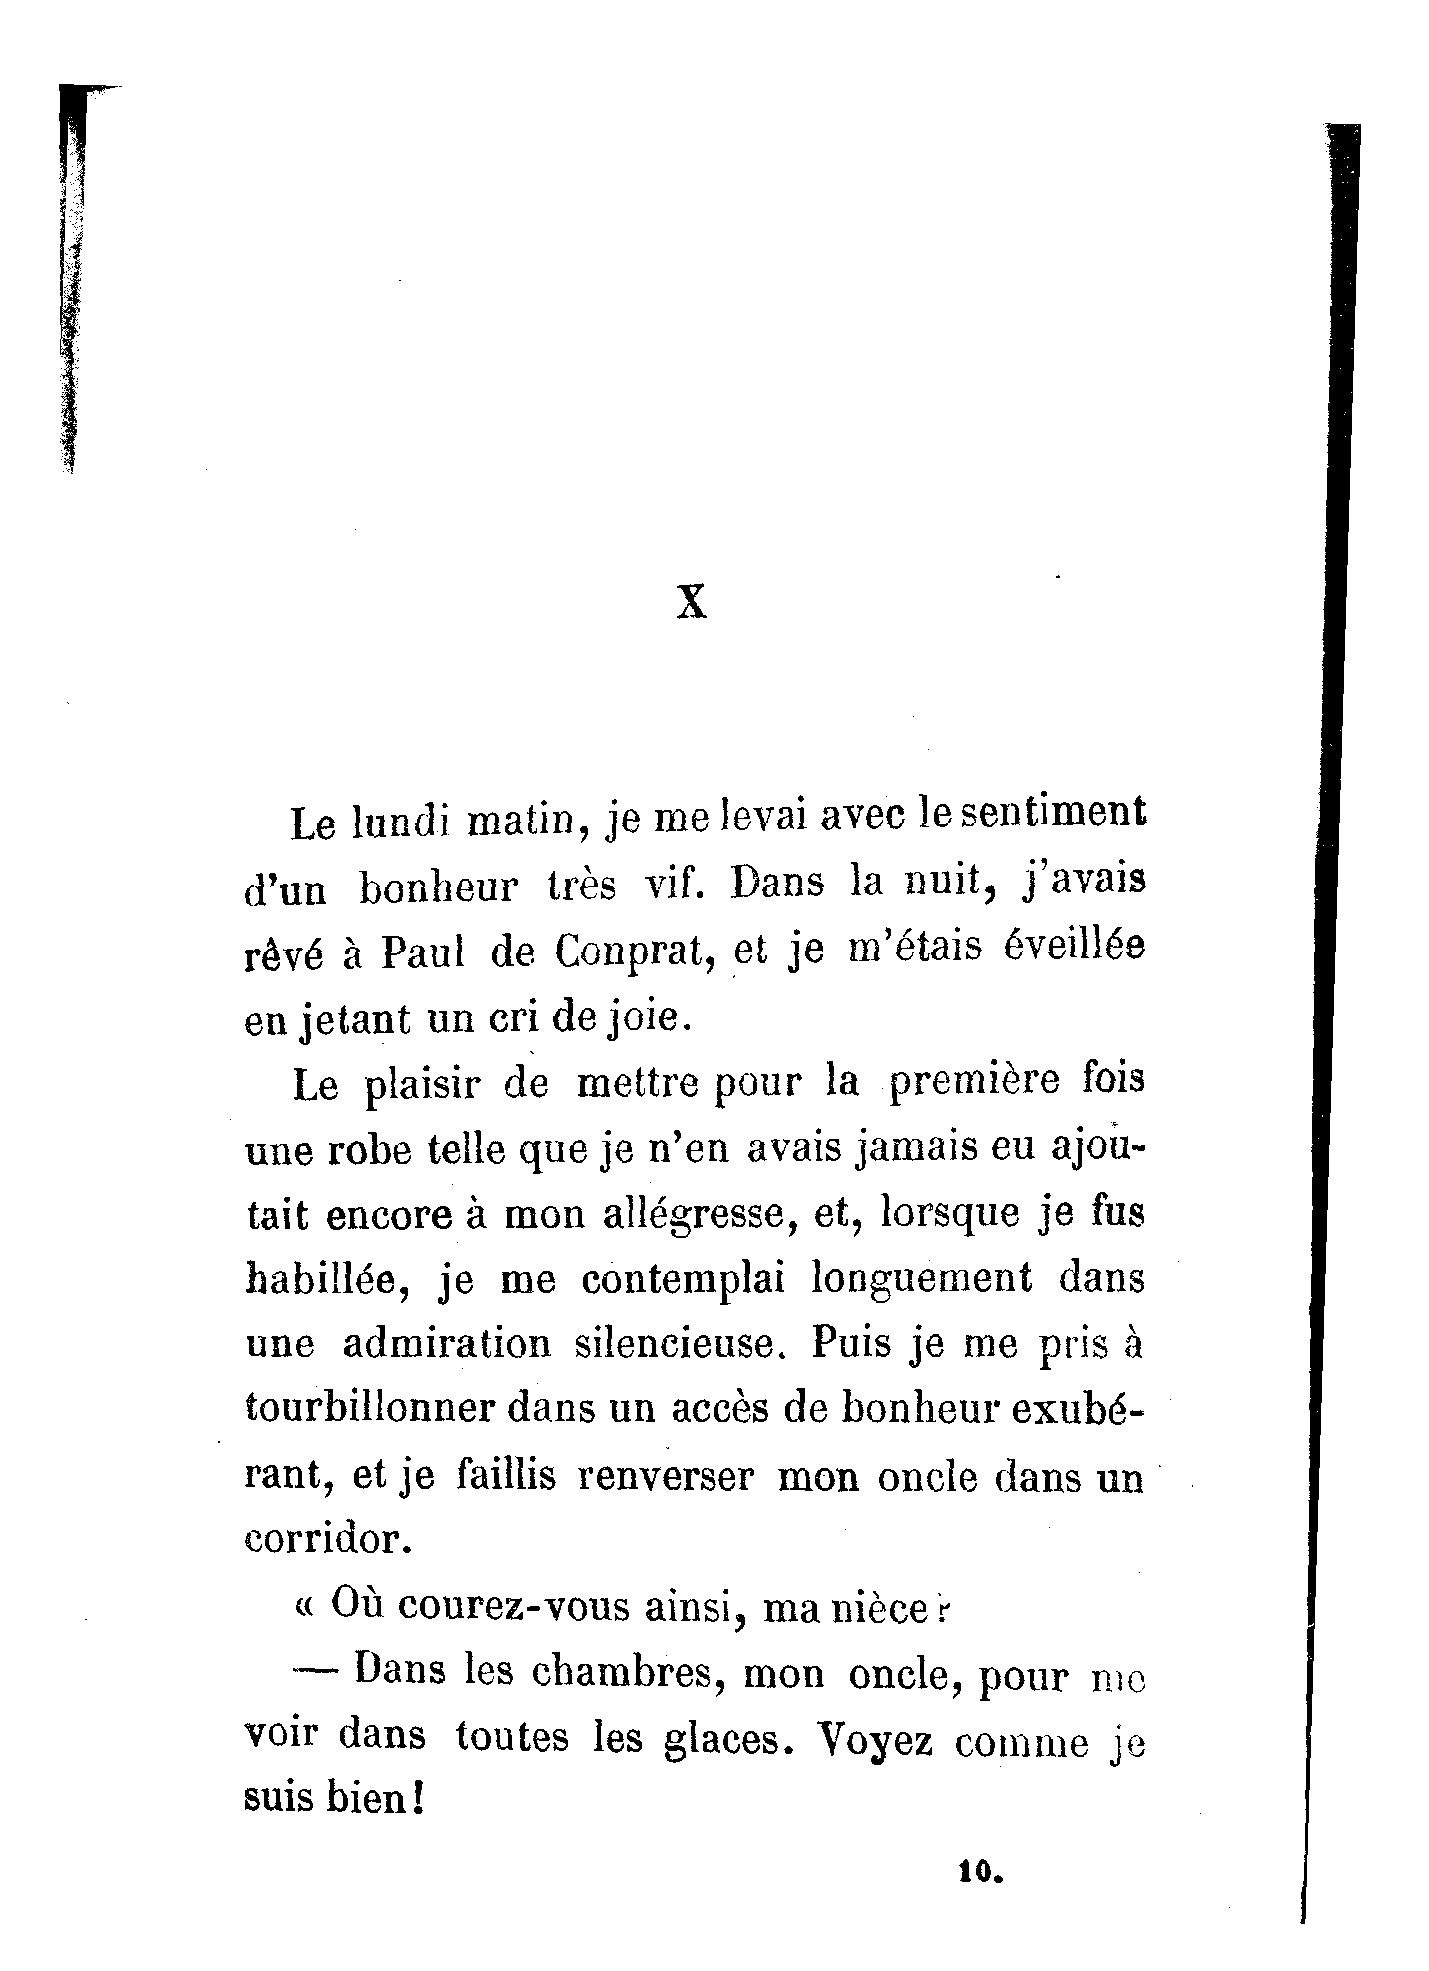 X
Le lundi matin, je me levai avec le sentiment
d'un bonheur très vif. Dans la nuit, j'avais
rêvé à Paul de Conprat, et je m'étais éveillée
en jetant un cri de joie.
Le plaisir de mettre pour la première fois
une robe telle que je n'en avais jamais eu ajou-
tait encore à mon allégresse, et, lorsque je fus
habillée, je me contemplai longuement dans
une admiration silencieuse. Puis je me pris à
tourbillonner dans un accès de bonheur exubé-
rant, et je faillis renverser mon oncle dans un
corridor.
« Où courez-vous ainsi, ma nièce ?
— Dans les chambres, mon oncle, pour me
voir dans toutes les glaces. Voyez comme je
suis bien!
10.